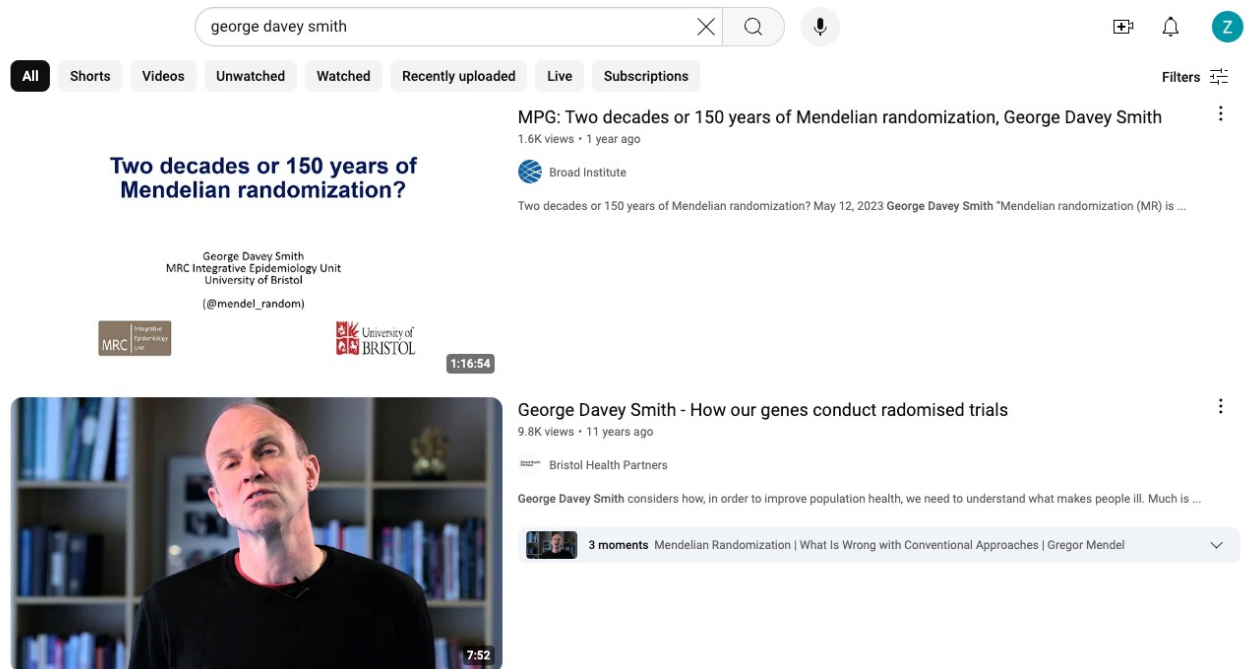 george davey smith
Z
All
Shorts
Videos
Unwatched
Watched
Recently uploaded
Live
Subscriptions
Filters
Two decades or 150 years of
Mendelian randomization?
George Davey Smith
MRC Integrative Epidemiology Unit
University of Bristol
(@mendel_random)
MRC
Integrative
Epidemiology
Unit
University of
BRISTOL
1:16:54
MPG: Two decades or 150 years of Mendelian randomization, George Davey Smith
1.6K views • 1 year ago
Broad Institute
Two decades or 150 years of Mendelian randomization? May 12, 2023 George Davey Smith "Mendelian randomization (MR) is ...
7:52
George Davey Smith - How our genes conduct radomised trials
9.8K views • 11 years ago
Bristol Health Partners
George Davey Smith considers how, in order to improve population health, we need to understand what makes people ill. Much is ...
3 moments Mendelian Randomization | What Is Wrong with Conventional Approaches | Gregor Mendel